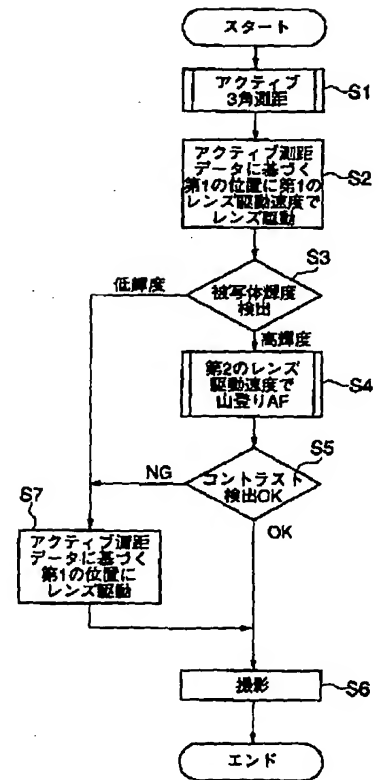 スタート
アクティブ
3角測距
S1
アクティブ測距
データに基づく
第1の位置に第1の
レンズ駆動速度で
レンズ駆動
S2
S3
低輝度
被写体輝度
検出
高輝度
第2のレンズ
駆動速度で
山登りAF
S4
S5
NG
コントラスト
検出OK
OK
S7
アクティブ測距
データに基づく
第1の位置に
レンズ駆動
撮影
S6
エンド